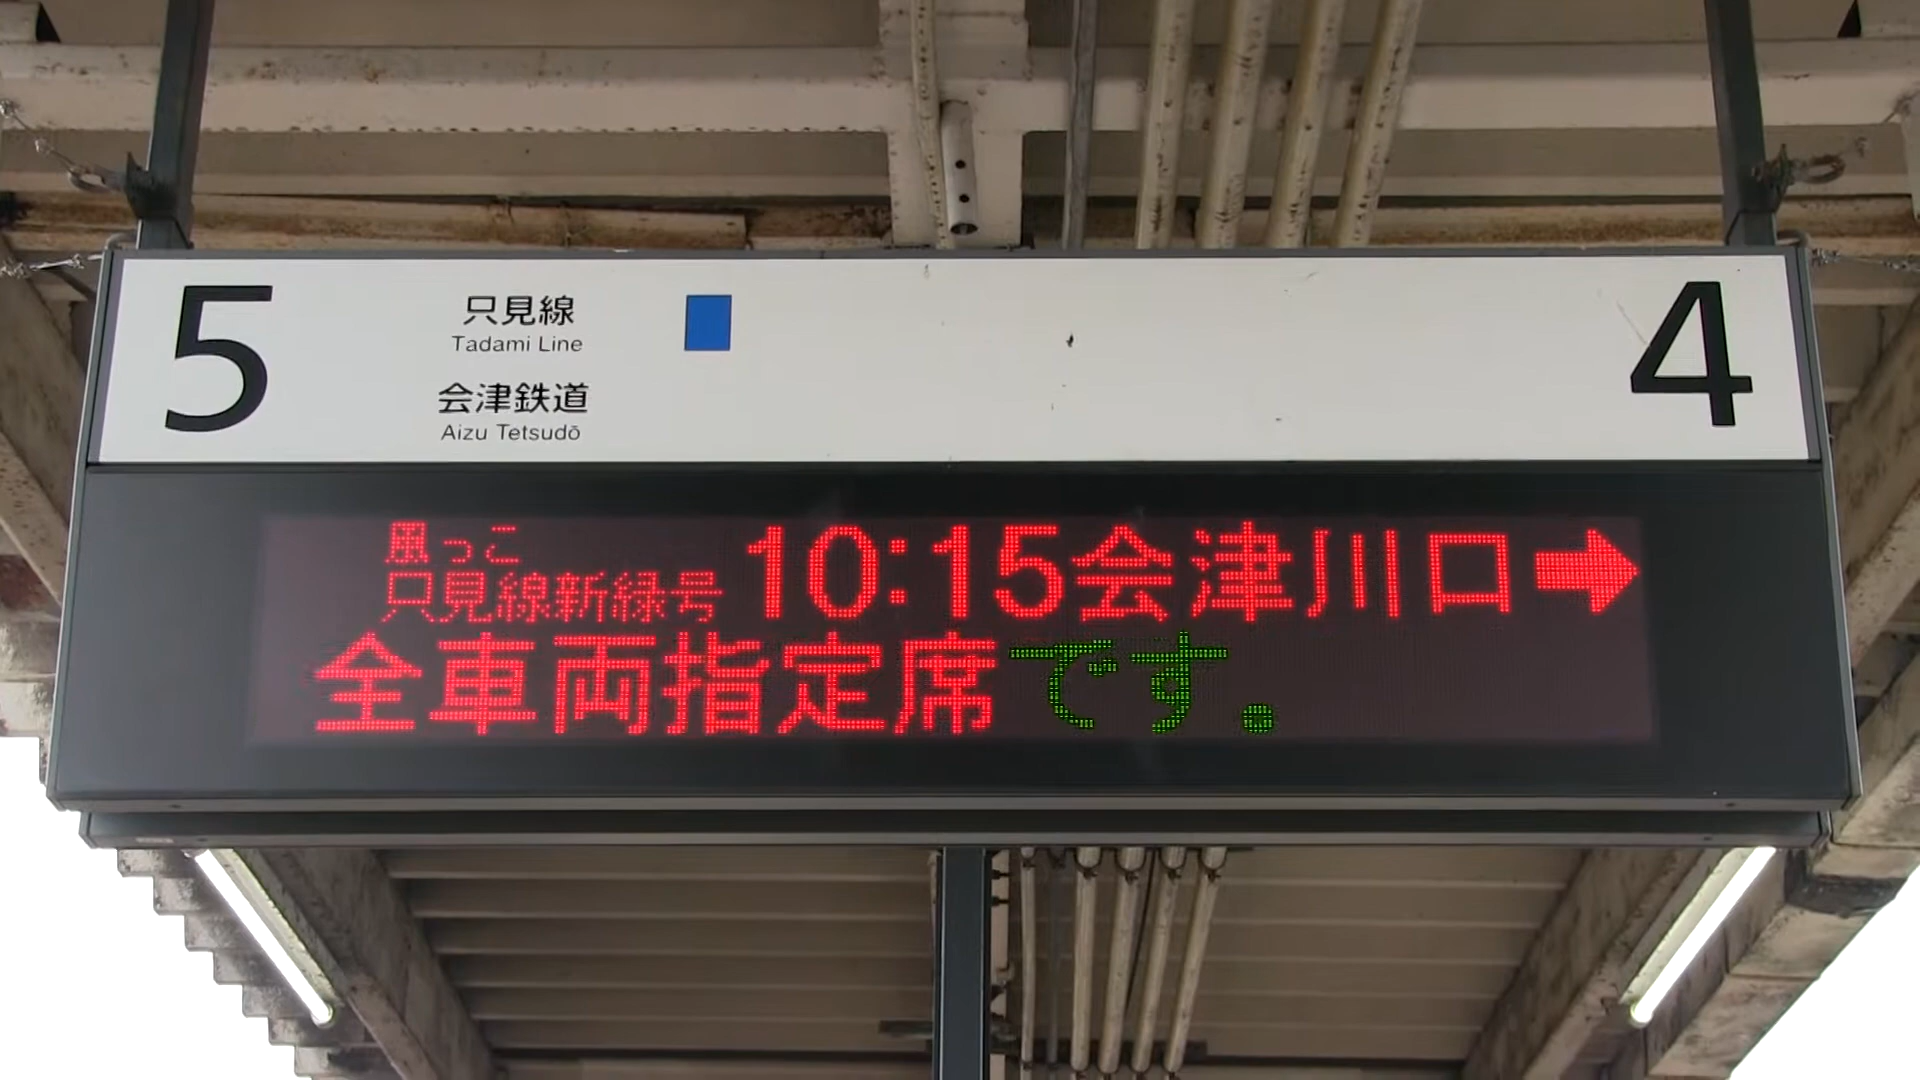 5
只見線
Tadami Line
会津鉄道
Aizu Tetsudō
4
風っこ
只見線新緑号 10:15 会津川口 ➡
全車両指定席です。